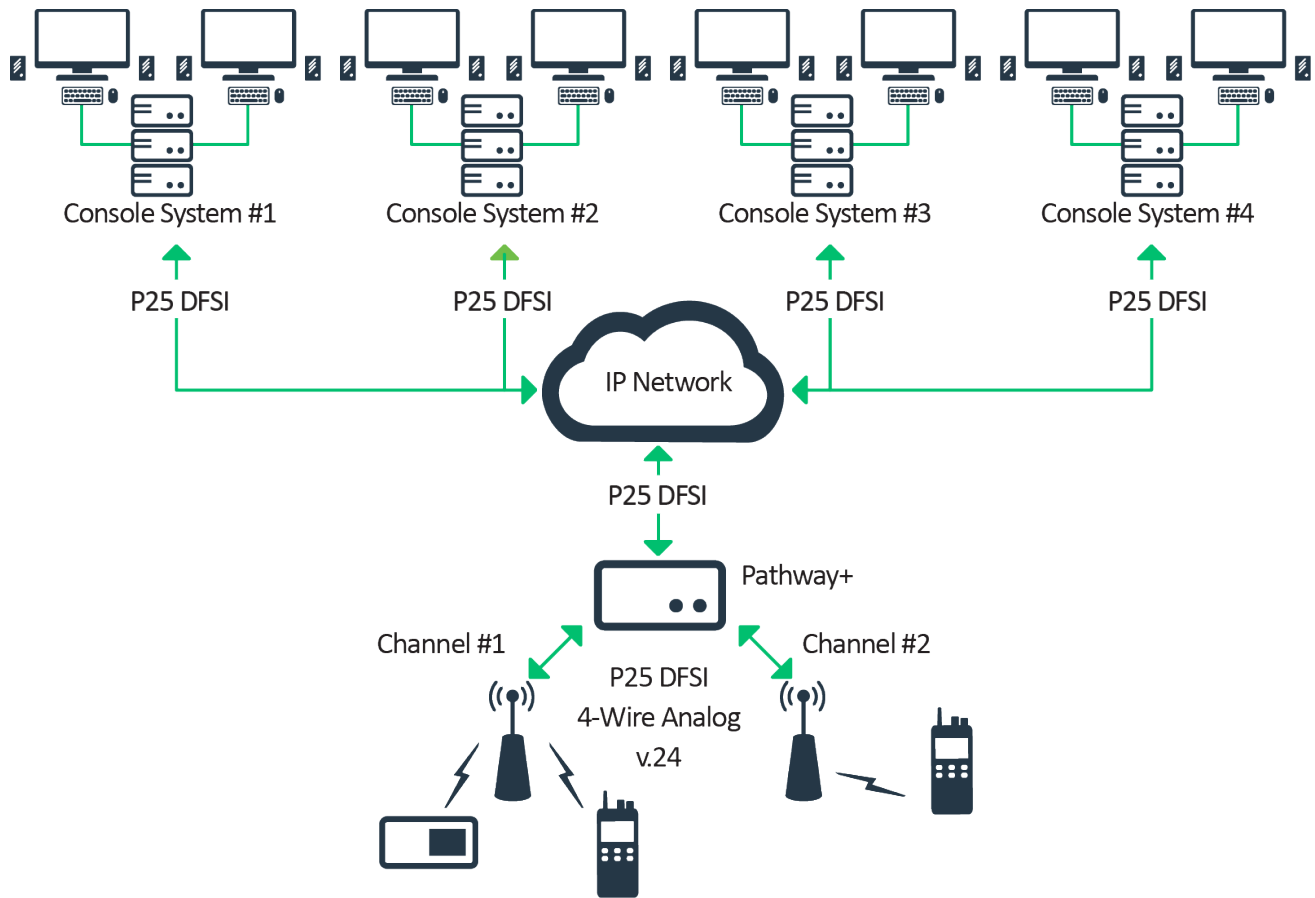 Console System #1
Console System #2
Console System #3
Console System #4
P25 DFSI
P25 DFSI
P25 DFSI
P25 DFSI
IP Network
P25 DFSI
Pathway+
Channel #1
Channel #2
P25 DFSI
4-Wire Analog
v.24